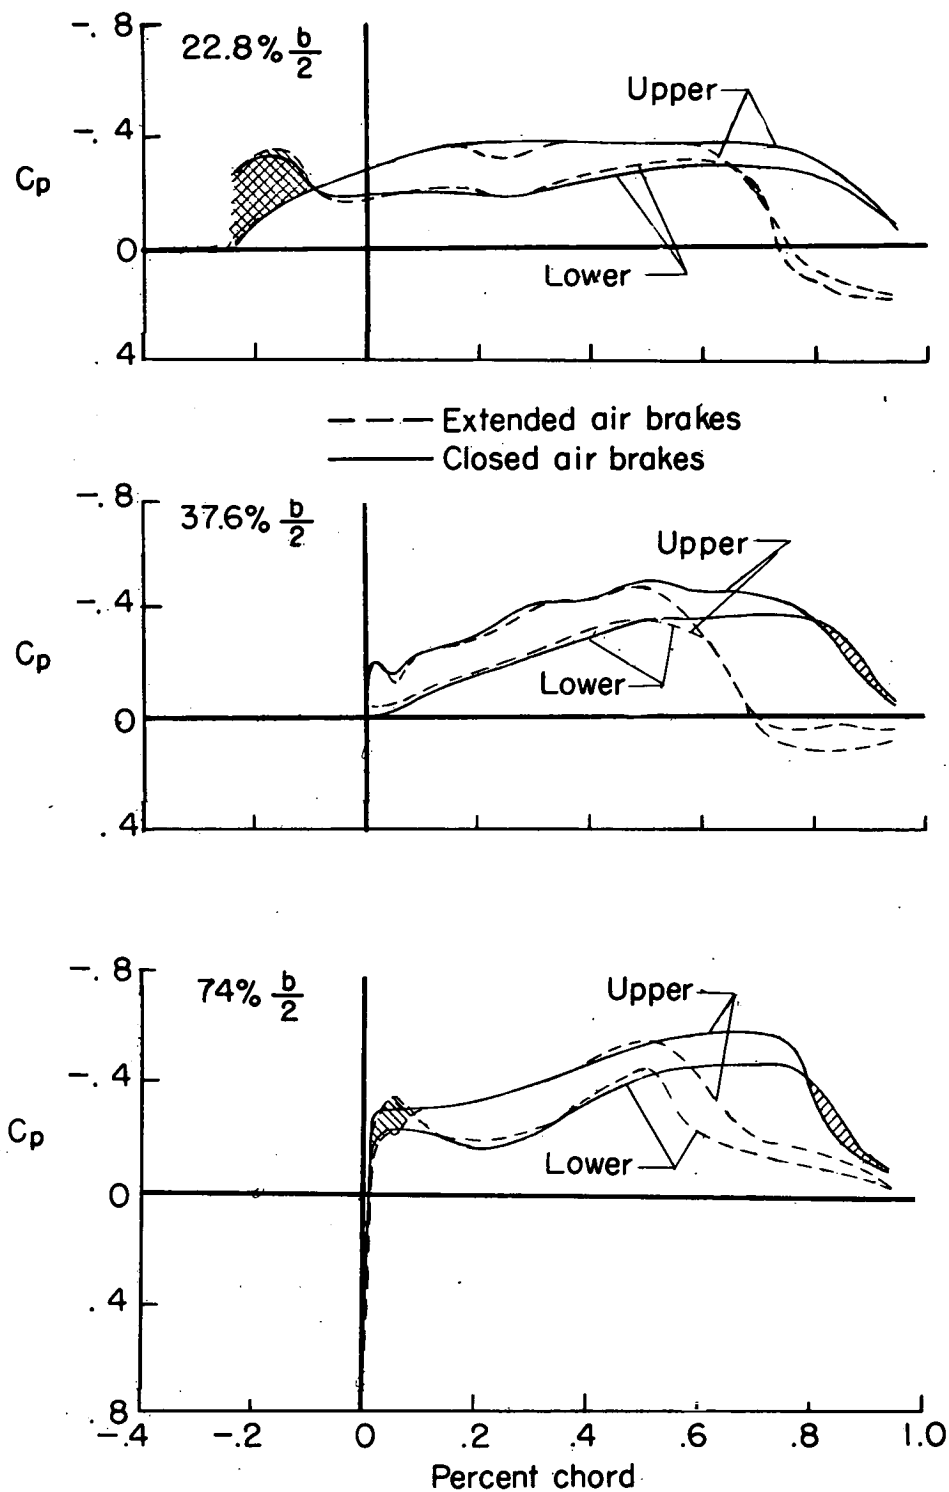 -.8
22.8% b/2
Upper
-.4
Cp
0
Lower
.4
Extended air brakes
Closed air brakes
-.8
37.6% b/2
Upper
-.4
Cp
Lower
0
.4
-.8
74% b/2
Upper
-.4
Cp
Lower
0
.4
.8
-.4 -.2 0 .2 .4 .6 .8 1.0
Percent chord